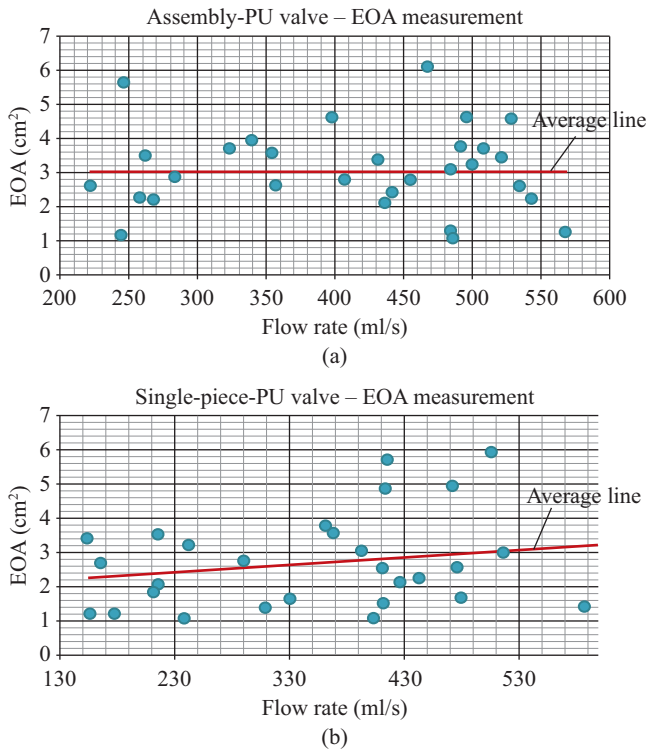 Assembly-PU valve – EOA measurement
7
6
5
4
3
2
1
0
EOA (cm²)
Average line
200 250 300 350 400 450 500 550 600
Flow rate (ml/s)
(a)
Single-piece-PU valve – EOA measurement
7
6
5
4
3
2
1
0
EOA (cm²)
Average line
130 230 330 430 530
Flow rate (ml/s)
(b)